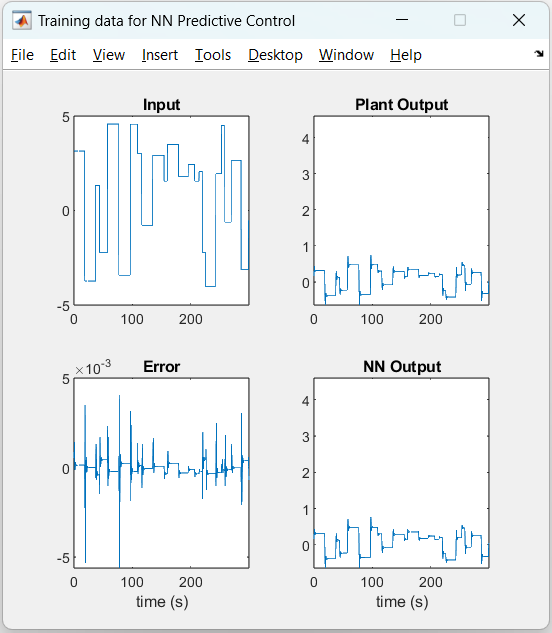 Training data for NN Predictive Control
File Edit View Insert Tools Desktop Window Help
Input
5
0
-5
0 100 200
Plant Output
4
3
2
1
0
0 100 200
Error
×10-3
5
0
-5
0 100 200
time (s)
NN Output
4
3
2
1
0
0 100 200
time (s)